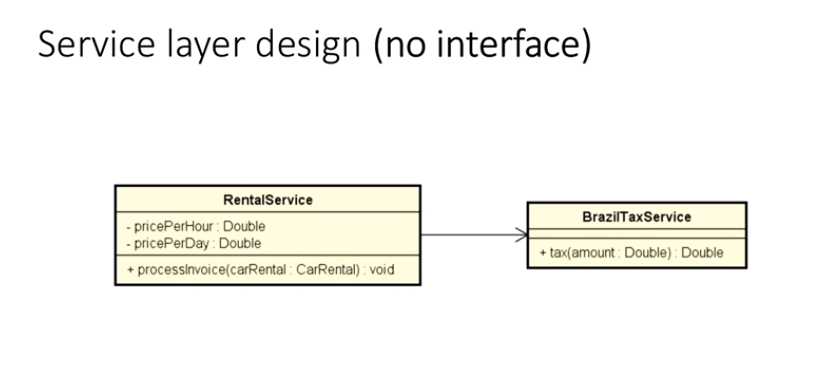 Service layer design (no interface)
RentalService
- pricePerHour : Double
- pricePerDay : Double
+ processInvoice(carRental : CarRental) : void
BrazilTaxService
+ tax(amount : Double) : Double